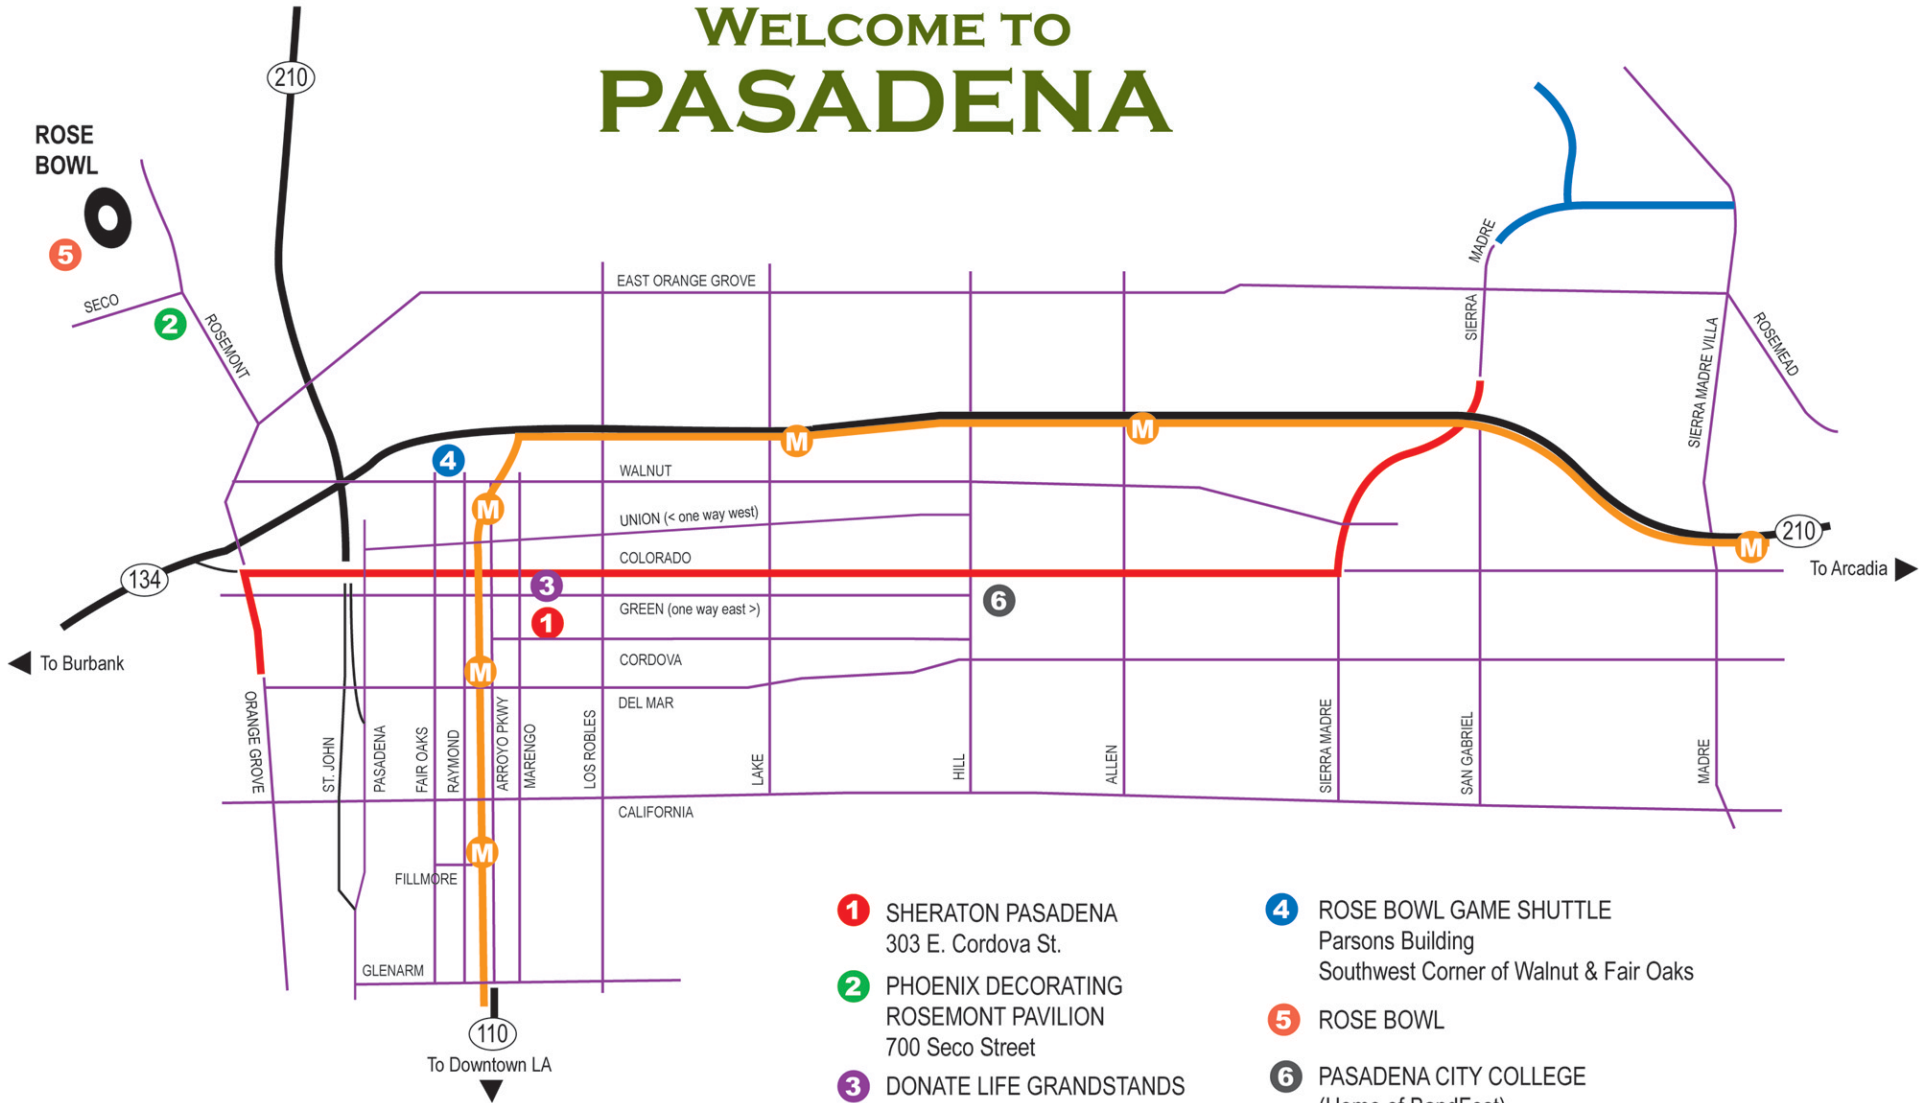 WELCOME TO
PASADENA
210
ROSE
BOWL
5
SECO
2
ROSEMONT
EAST ORANGE GROVE
MADRE
SIERRA
SIERRA MADRE VILLA
ROSEMEAD
4
M
M
WALNUT
M
UNION (< one way west)
COLORADO
M
210
To Arcadia
134
3
GREEN (one way east >)
6
1
To Burbank
CORDOVA
M
DEL MAR
ORANGE GROVE
ST. JOHN
PASADENA
FAIR OAKS
RAYMOND
ARROYO PKWY
MARENGO
LOS ROBLES
LAKE
HILL
ALLEN
SIERRA MADRE
SAN GABRIEL
MADRE
CALIFORNIA
M
FILLMORE
GLENARM
110
To Downtown LA
1 SHERATON PASADENA
303 E. Cordova St.
2 PHOENIX DECORATING
ROSEMONT PAVILION
700 Seco Street
3 DONATE LIFE GRANDSTANDS
4 ROSE BOWL GAME SHUTTLE
Parsons Building
Southwest Corner of Walnut & Fair Oaks
5 ROSE BOWL
6 PASADENA CITY COLLEGE